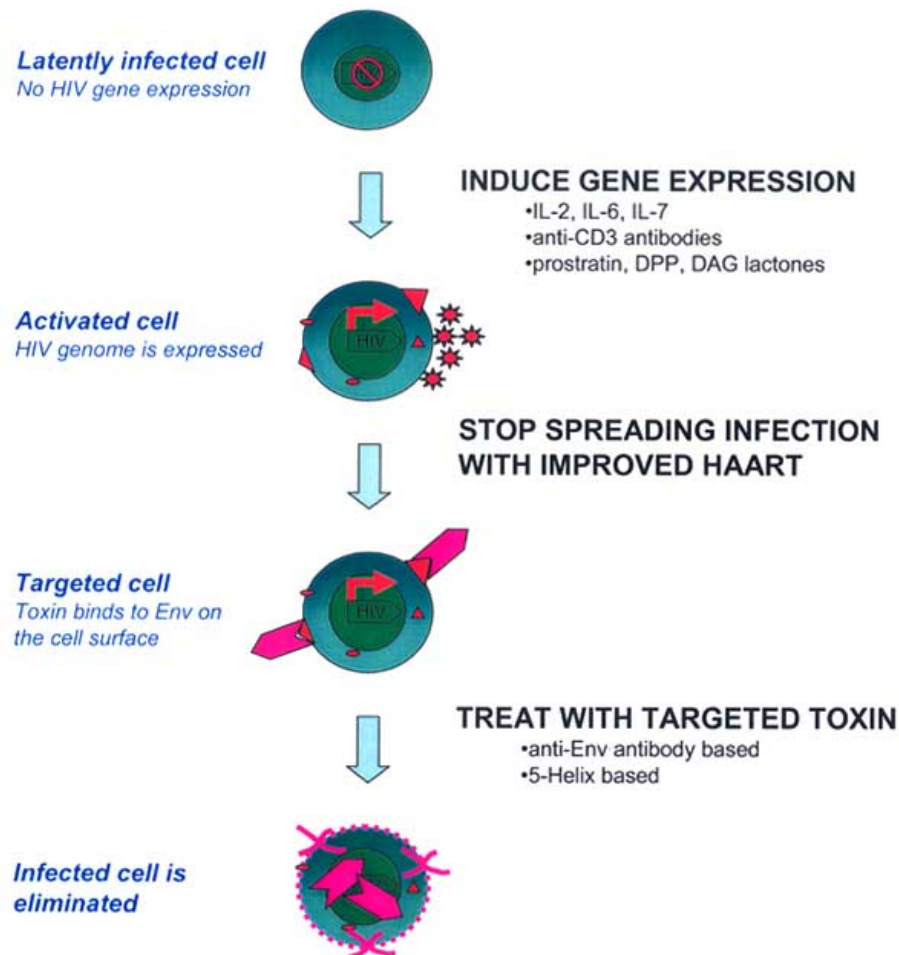 Latently infected cell
No HIV gene expression
INDUCE GENE EXPRESSION
•IL-2, IL-6, IL-7
•anti-CD3 antibodies
•prostratin, DPP, DAG lactones
Activated cell
HIV genome is expressed
HIV
STOP SPREADING INFECTION
WITH IMPROVED HAART
Targeted cell
Toxin binds to Env on
the cell surface
HIV
TREAT WITH TARGETED TOXIN
•anti-Env antibody based
•5-Helix based
Infected cell is
eliminated